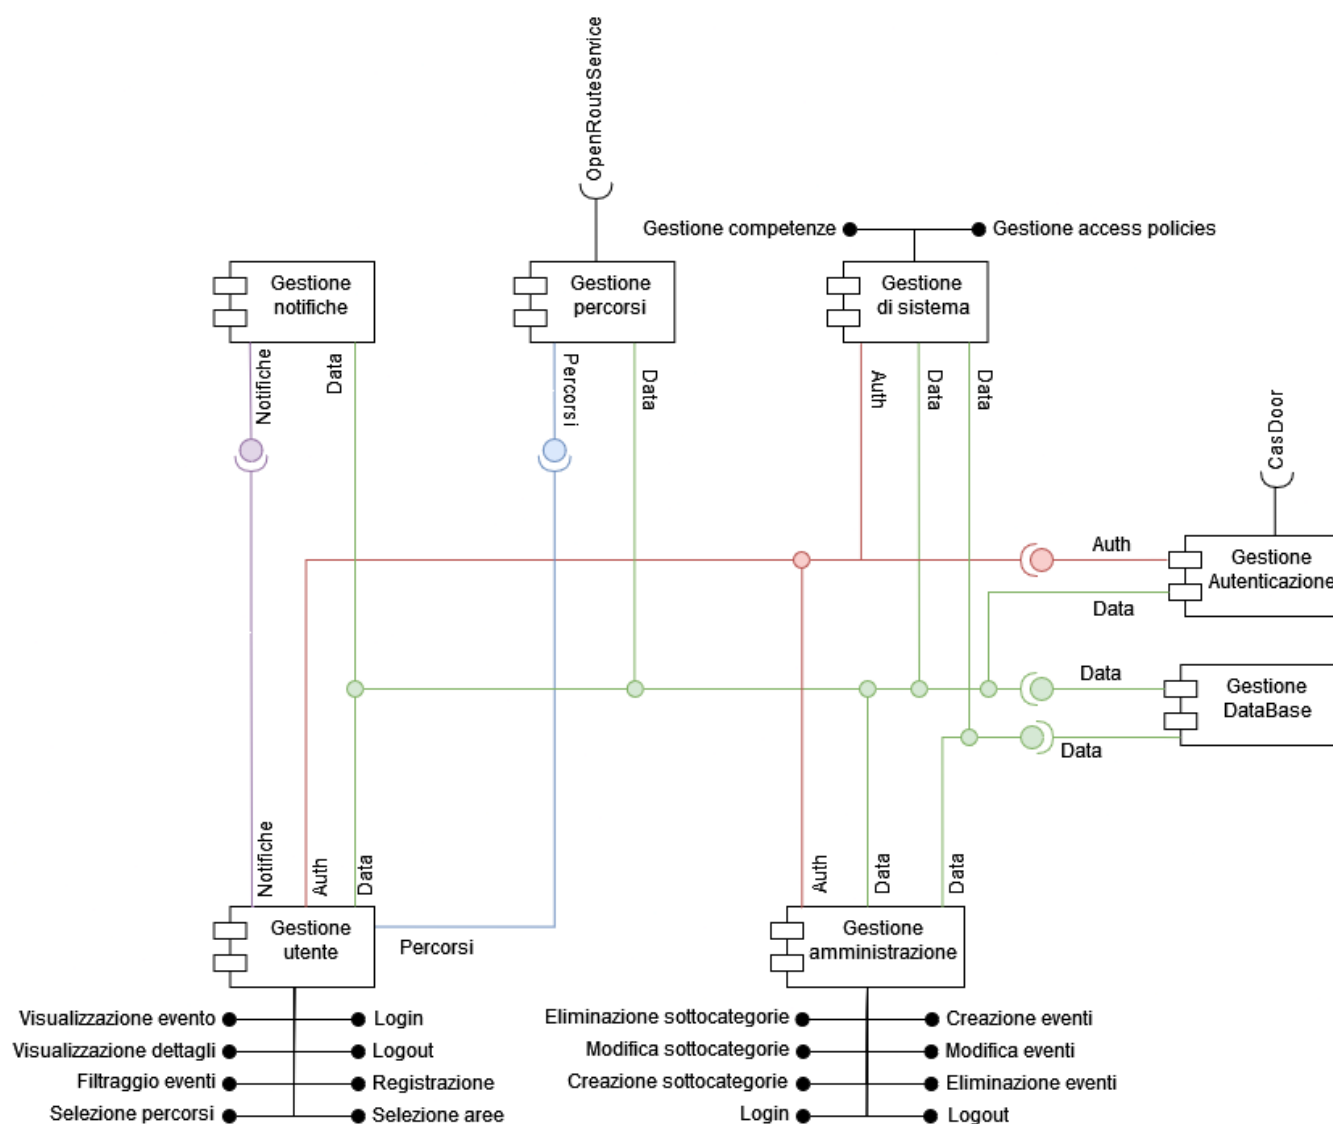 OpenRouteService
Gestione competenze
Gestione access policies
Gestione
notifiche
Gestione
percorsi
Gestione
di sistema
Notifiche
Data
Percorsi
Data
Auth
Data
Data
CasDoor
Auth
Gestione
Autenticazione
Data
Data
Gestione
DataBase
Data
Notifiche
Auth
Data
Auth
Data
Data
Gestione
utente
Percorsi
Gestione
amministrazione
Visualizzazione evento
Login
Visualizzazione dettagli
Logout
Filtraggio eventi
Registrazione
Selezione percorsi
Selezione aree
Eliminazione sottocategorie
Creazione eventi
Modifica sottocategorie
Modifica eventi
Creazione sottocategorie
Eliminazione eventi
Login
Logout